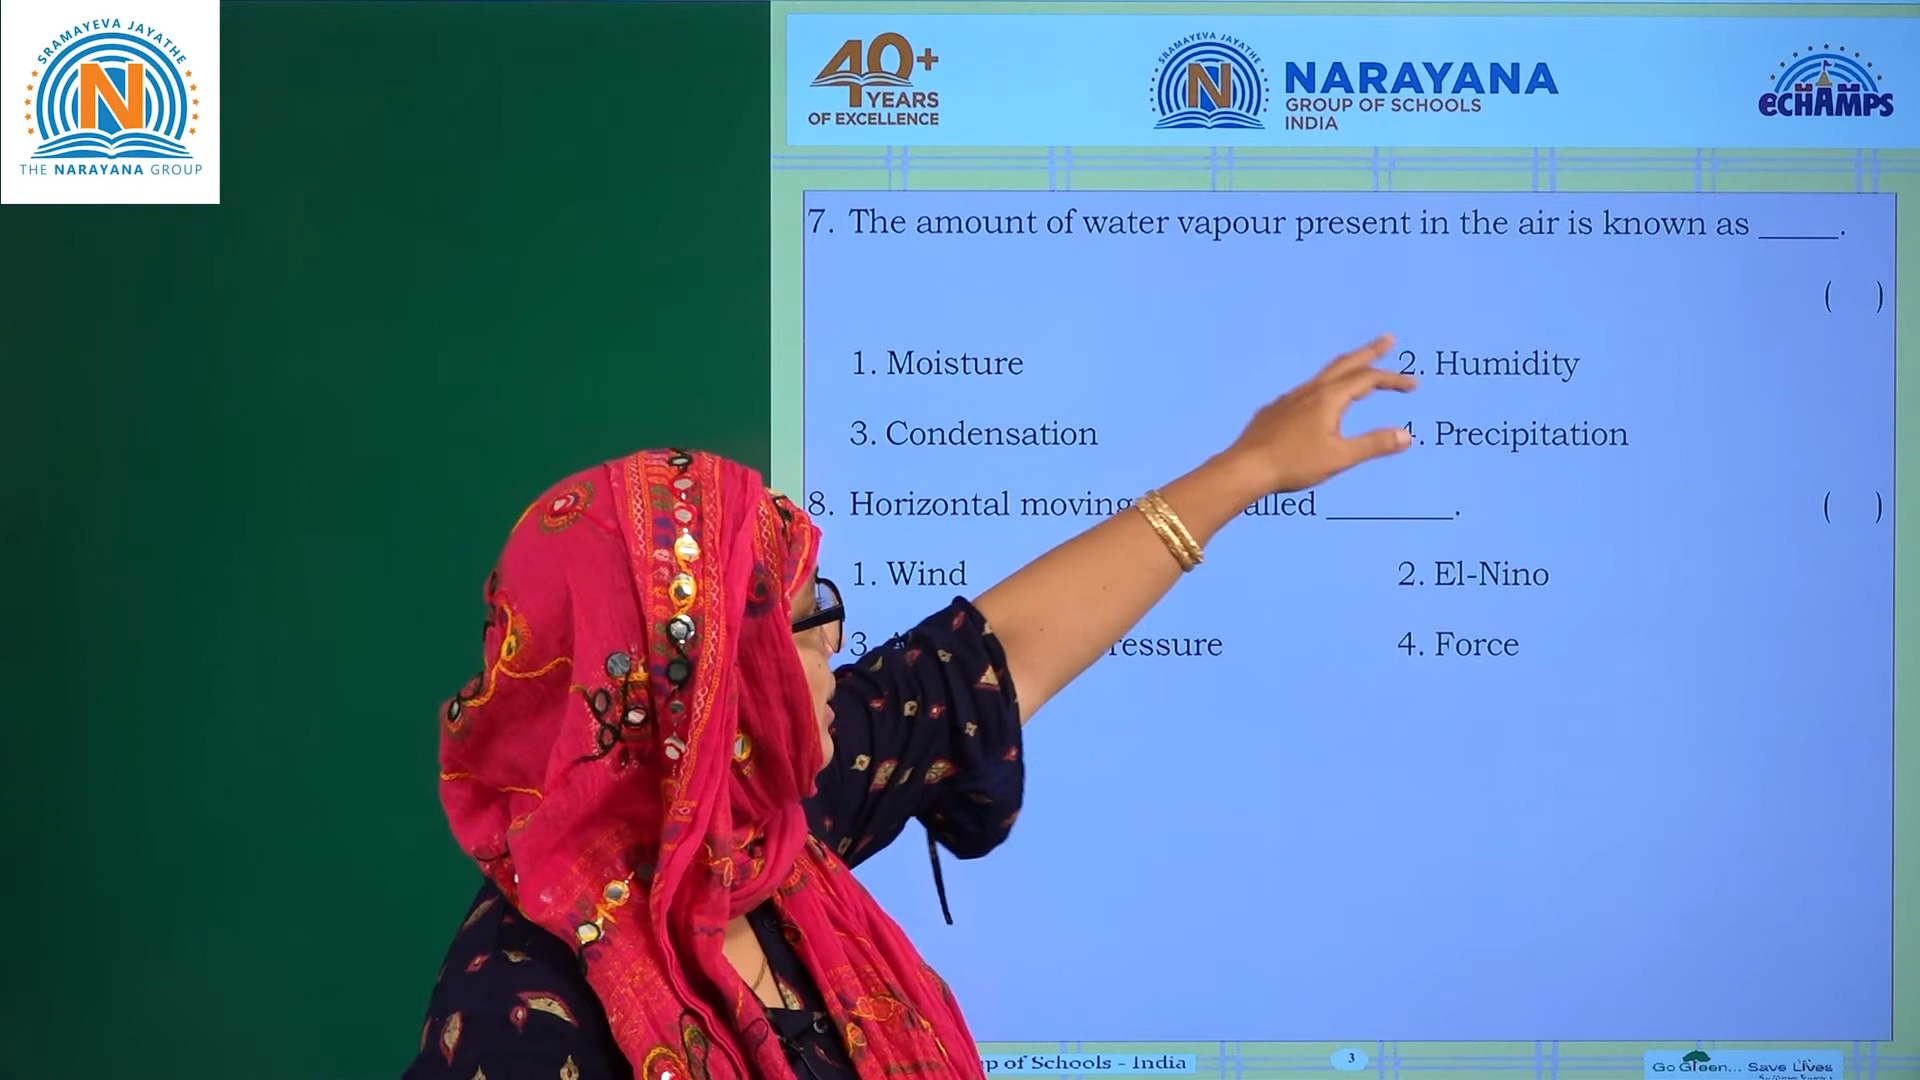 SRAMAYEVA JAYATHE
N
THE NARAYANA GROUP
40+
YEARS
OF EXCELLENCE
SRAMAYEVA JAYATHE
N
NARAYANA
GROUP OF SCHOOLS
INDIA
eCHAMPS
7. The amount of water vapour present in the air is known as _____.
( )
1. Moisture 2. Humidity
3. Condensation 4. Precipitation
8. Horizontal moving called ________. ( )
1. Wind 2. El-Nino
3. ressure 4. Force
p of Schools - India
3
Go Green... Save Lives